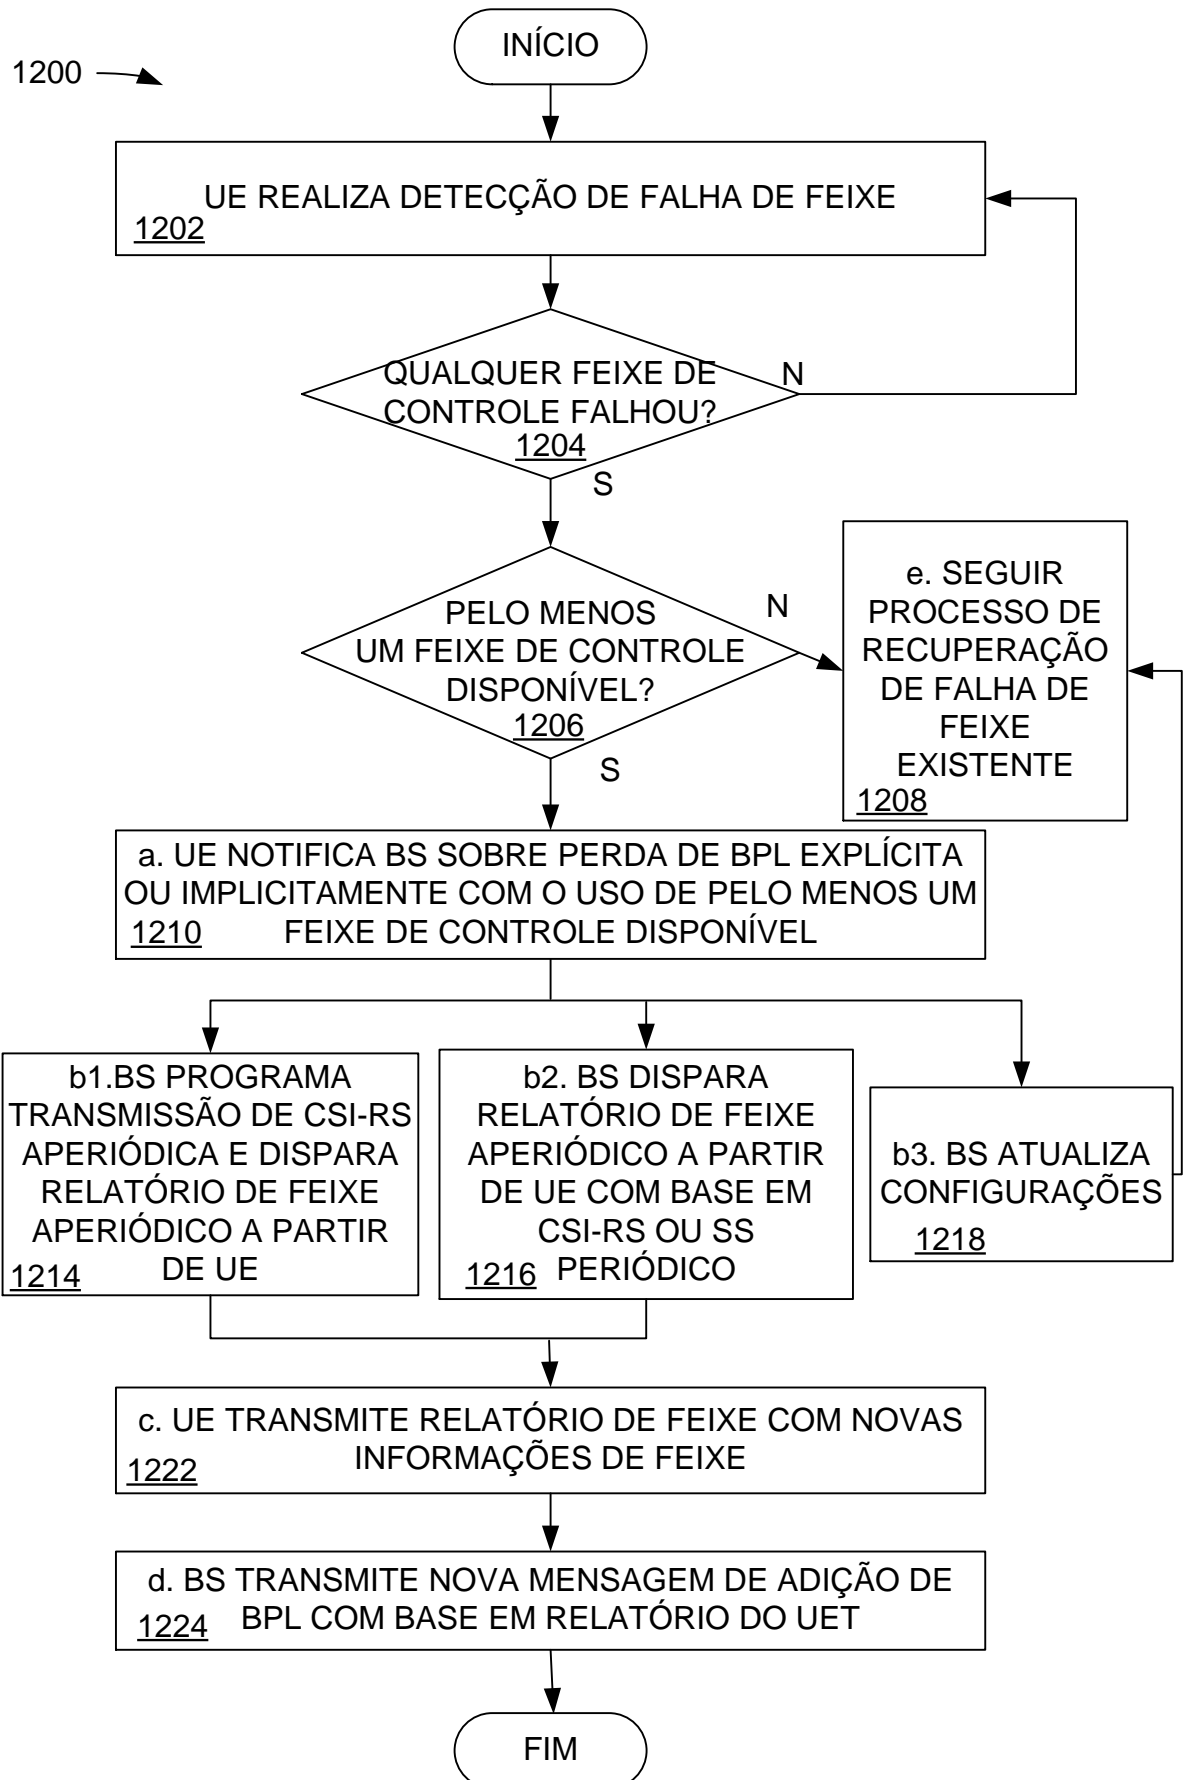 INÍCIO
1200
UE REALIZA DETECÇÃO DE FALHA DE FEIXE
1202
QUALQUER FEIXE DE
CONTROLE FALHOU?
1204
N
S
PELO MENOS
UM FEIXE DE CONTROLE
DISPONÍVEL?
1206
N
S
e. SEGUIR
PROCESSO DE
RECUPERAÇÃO
DE FALHA DE
FEIXE
EXISTENTE
1208
a. UE NOTIFICA BS SOBRE PERDA DE BPL EXPLÍCITA
OU IMPLICITAMENTE COM O USO DE PELO MENOS UM
1210 FEIXE DE CONTROLE DISPONÍVEL
b1.BS PROGRAMA
TRANSMISSÃO DE CSI-RS
APERIÓDICA E DISPARA
RELATÓRIO DE FEIXE
APERIÓDICO A PARTIR
1214 DE UE
b2. BS DISPARA
RELATÓRIO DE FEIXE
APERIÓDICO A PARTIR
DE UE COM BASE EM
CSI-RS OU SS
1216 PERIÓDICO
b3. BS ATUALIZA
CONFIGURAÇÕES
1218
c. UE TRANSMITE RELATÓRIO DE FEIXE COM NOVAS
1222 INFORMAÇÕES DE FEIXE
d. BS TRANSMITE NOVA MENSAGEM DE ADIÇÃO DE
1224 BPL COM BASE EM RELATÓRIO DO UET
FIM